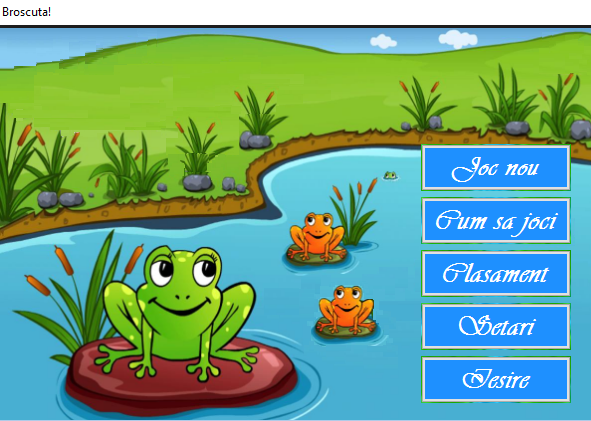 Broscuta!
Joc nou
Cum sa joci
Clasament
Setari
Iesire